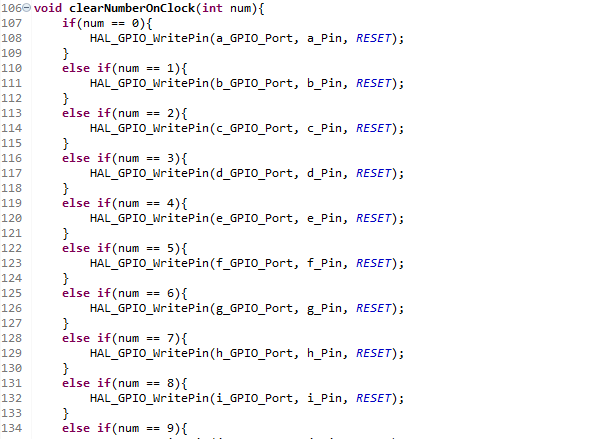 106 void clearNumberOnClock(int num){
107     if(num == 0){
108         HAL_GPIO_WritePin(a_GPIO_Port, a_Pin, RESET);
109     }
110     else if(num == 1){
111         HAL_GPIO_WritePin(b_GPIO_Port, b_Pin, RESET);
112     }
113     else if(num == 2){
114         HAL_GPIO_WritePin(c_GPIO_Port, c_Pin, RESET);
115     }
116     else if(num == 3){
117         HAL_GPIO_WritePin(d_GPIO_Port, d_Pin, RESET);
118     }
119     else if(num == 4){
120         HAL_GPIO_WritePin(e_GPIO_Port, e_Pin, RESET);
121     }
122     else if(num == 5){
123         HAL_GPIO_WritePin(f_GPIO_Port, f_Pin, RESET);
124     }
125     else if(num == 6){
126         HAL_GPIO_WritePin(g_GPIO_Port, g_Pin, RESET);
127     }
128     else if(num == 7){
129         HAL_GPIO_WritePin(h_GPIO_Port, h_Pin, RESET);
130     }
131     else if(num == 8){
132         HAL_GPIO_WritePin(i_GPIO_Port, i_Pin, RESET);
133     }
134     else if(num == 9){